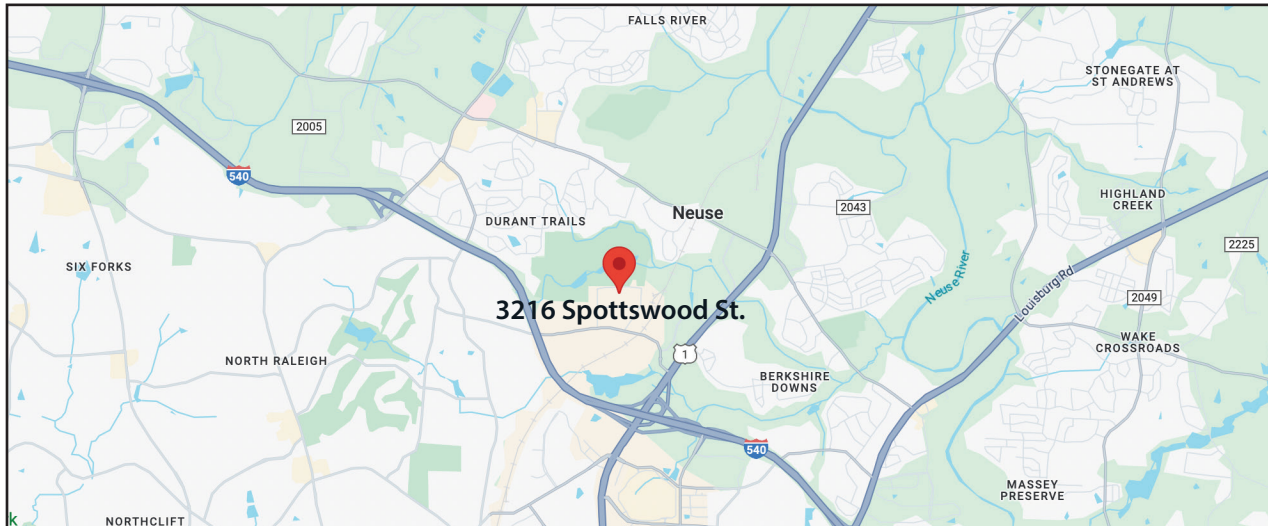 FALLS RIVER
STONEGATE AT
ST ANDREWS
2005
540
HIGHLAND
CREEK
2043
DURANT TRAILS
Neuse
2225
SIX FORKS
Neuse River
Louisburg Rd
2049
3216 Spottswood St.
WAKE
CROSSROADS
1
NORTH RALEIGH
BERKSHIRE
DOWNS
540
MASSEY
PRESERVE
k
NORTHCLIFT